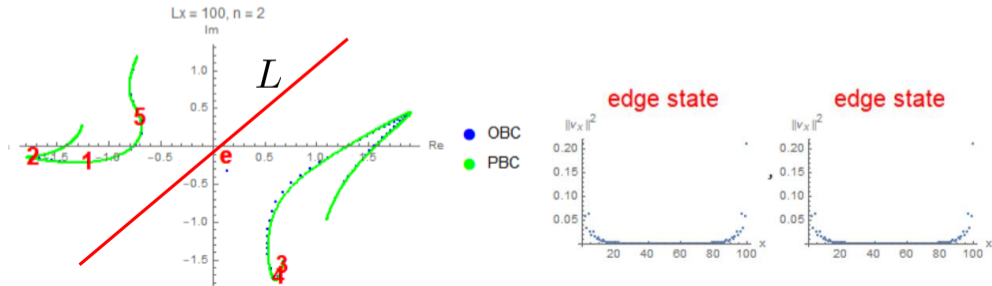 Lx = 100, n = 2
Im
L
1.0
0.5
5
2
1
-1.5
-1.0
-0.5
e
0.5
1.0
1.5
Re
-0.5
-1.0
-1.5
3
4
OBC
PBC
edge state
‖vₓ‖²
0.20
0.15
0.10
0.05
20 40 60 80 100 x
,
edge state
‖vₓ‖²
0.20
0.15
0.10
0.05
20 40 60 80 100 x